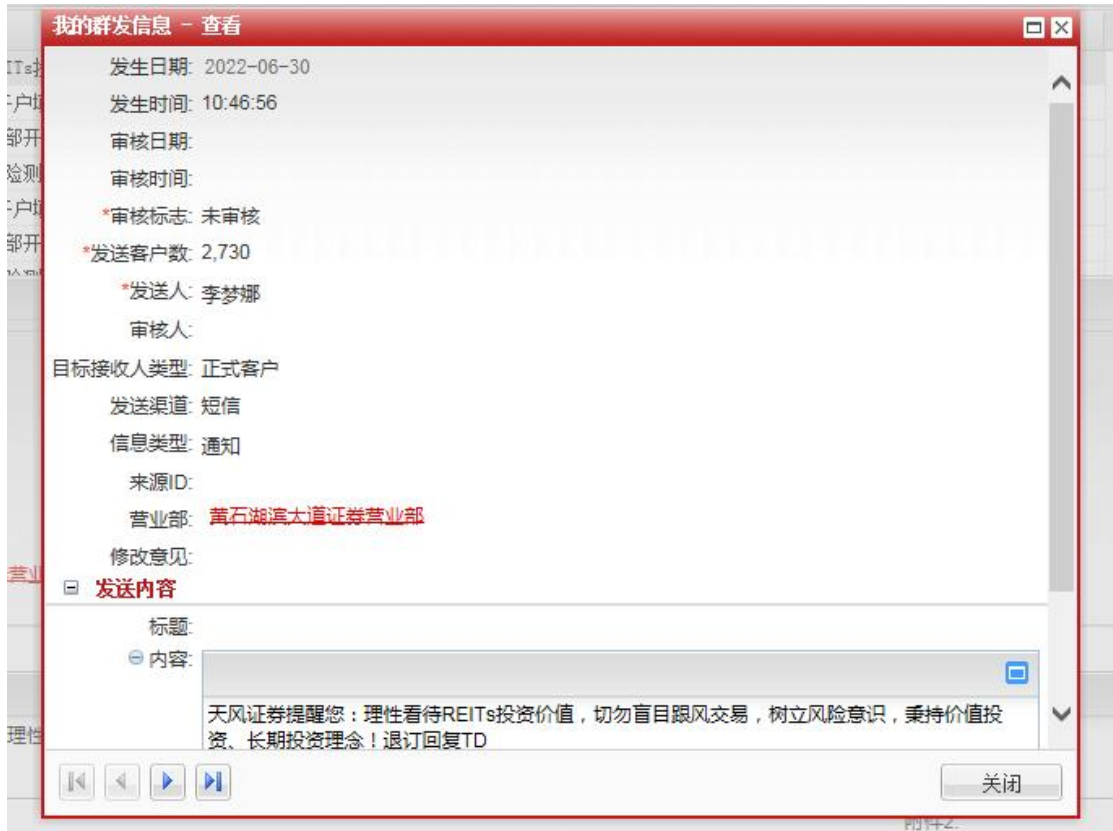 我的群发信息 - 查看
发生日期: 2022-06-30
发生时间: 10:46:56
审核日期:
审核时间:
*审核标志: 未审核
*发送客户数: 2,730
*发送人: 李梦娜
审核人:
目标接收人类型: 正式客户
发送渠道: 短信
信息类型: 通知
来源ID:
营业部: 黄石湖滨大道证券营业部
修改意见:
发送内容
标题:
内容:
天风证券提醒您：理性看待REITs投资价值，切勿盲目跟风交易，树立风险意识，秉持价值投
资、长期投资理念！退订回复TD
关闭